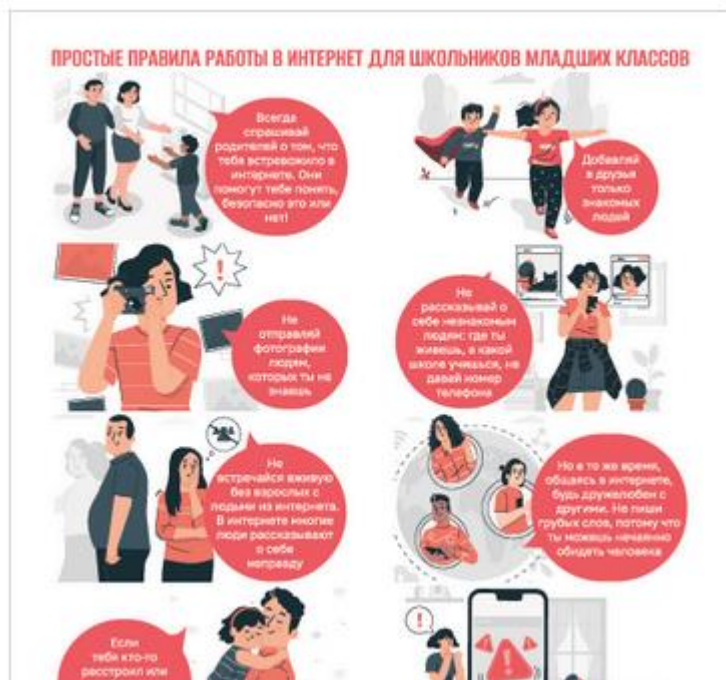 ПРОСТЫЕ ПРАВИЛА РАБОТЫ В ИНТЕРНЕТ ДЛЯ ШКОЛЬНИКОВ МЛАДШИХ КЛАССОВ
Всегда
спрашивай
родителей о том, что
тебя встревожило в
интернете. Они
помогут тебе понять,
безопасно это или
нет!
Добавляй
в друзья
только
знакомых
людей
Не
отправляй
фотографии
людям,
которых ты не
знаешь
Не
рассказывай о
себе незнакомым
людям: где ты
живешь, в какой
школе учишься, не
давай номер
телефона
Не
встречайся вживую
без взрослых с
людьми из интернета.
В интернете многие
люди рассказывают
о себе
неправду
Но в то же время,
общаясь в интернете,
будь дружелюбен с
другими. Не пиши
грубых слов, потому что
ты можешь нечаянно
обидеть человека
Если
тебя кто-то
расстроил или